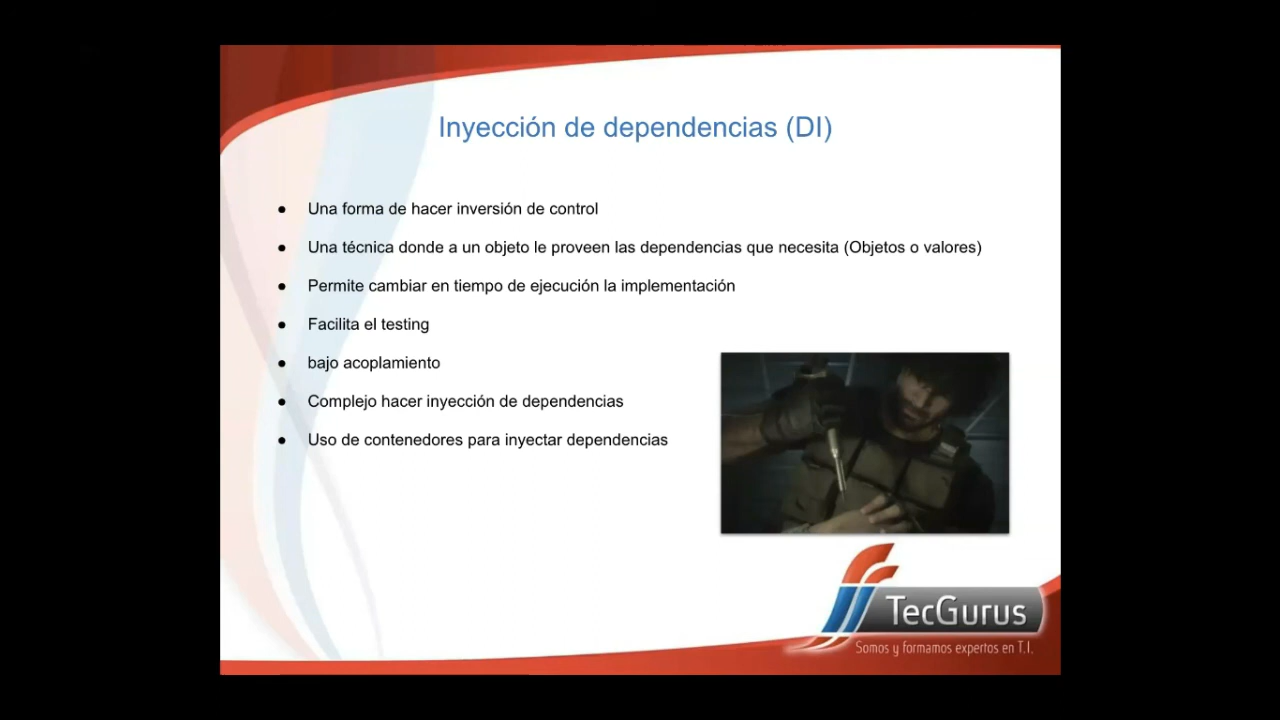 Inyección de dependencias (DI)
● Una forma de hacer inversión de control
● Una técnica donde a un objeto le proveen las dependencias que necesita (Objetos o valores)
● Permite cambiar en tiempo de ejecución la implementación
● Facilita el testing
● bajo acoplamiento
● Complejo hacer inyección de dependencias
● Uso de contenedores para inyectar dependencias
TecGurus
Somos y formamos expertos en T.I.